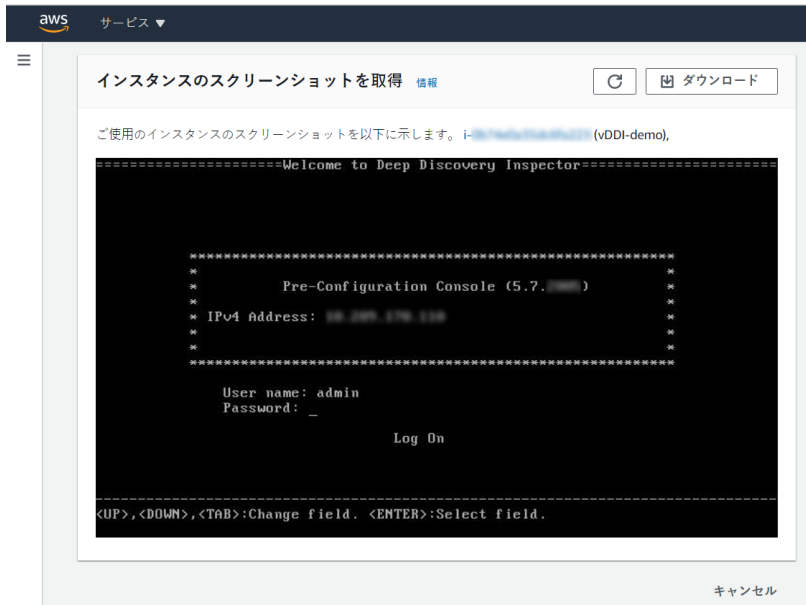 aws サービス ▼
インスタンスのスクリーンショットを取得 情報
ダウンロード
ご使用のインスタンスのスクリーンショットを以下に示します。 i- (vDDI-demo),
======================Welcome to Deep Discovery Inspector=======================
*********************************************************
* *
* Pre-Configuration Console (5.7. ) *
* *
* IPv4 Address: *
* *
* *
*********************************************************
User name: admin
Password: _
Log On
--------------------------------------------------------------------------------
<UP>,<DOWN>,<TAB>:Change field. <ENTER>:Select field.
キャンセル